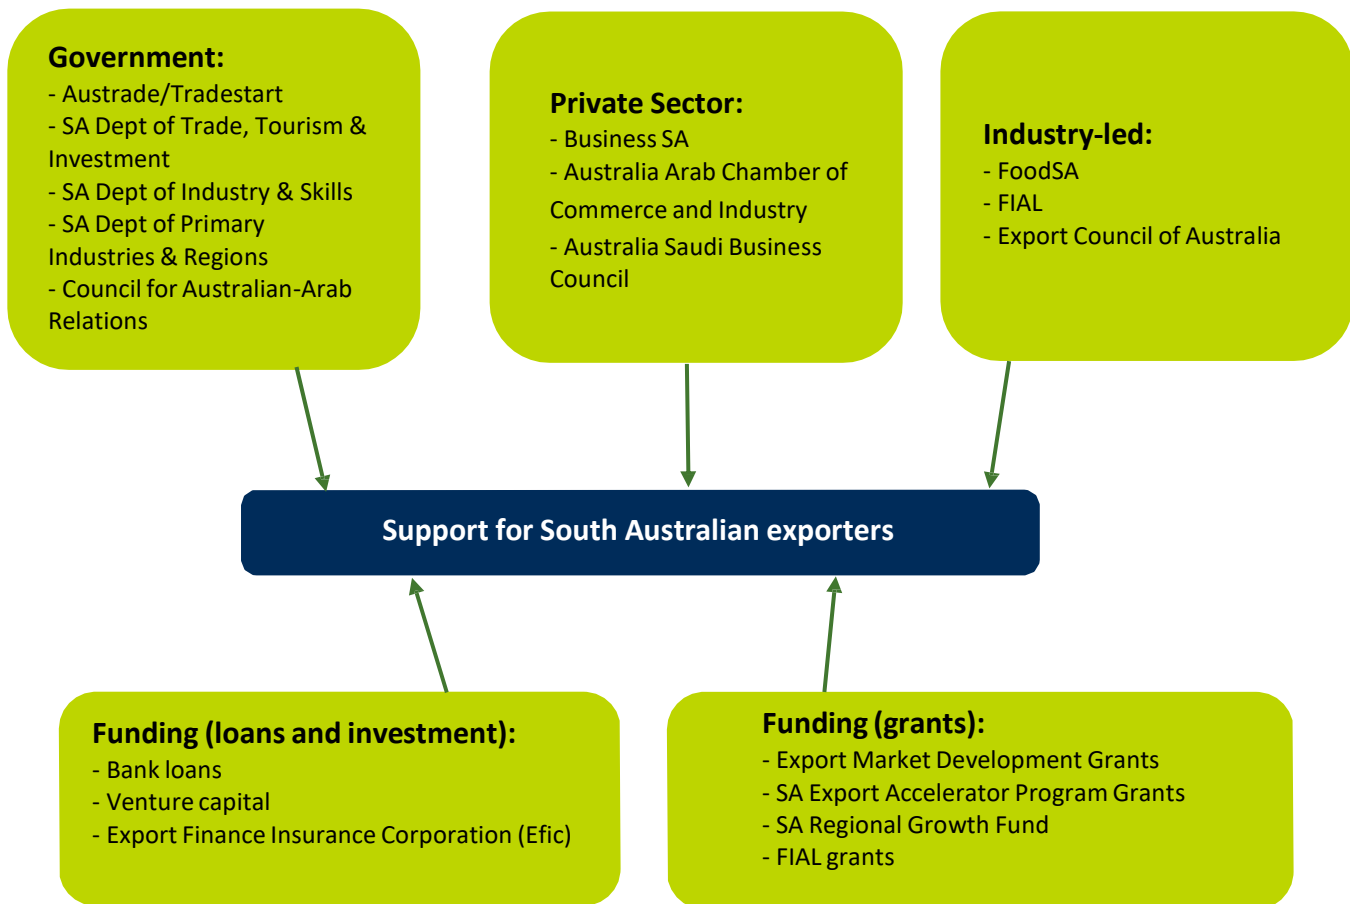 Government:
- Austrade/Tradestart
- SA Dept of Trade, Tourism &
Investment
- SA Dept of Industry & Skills
- SA Dept of Primary
Industries & Regions
- Council for Australian-Arab
Relations
Private Sector:
- Business SA
- Australia Arab Chamber of
Commerce and Industry
- Australia Saudi Business
Council
Industry-led:
- FoodSA
- FIAL
- Export Council of Australia
Support for South Australian exporters
Funding (loans and investment):
- Bank loans
- Venture capital
- Export Finance Insurance Corporation (Efic)
Funding (grants):
- Export Market Development Grants
- SA Export Accelerator Program Grants
- SA Regional Growth Fund
- FIAL grants